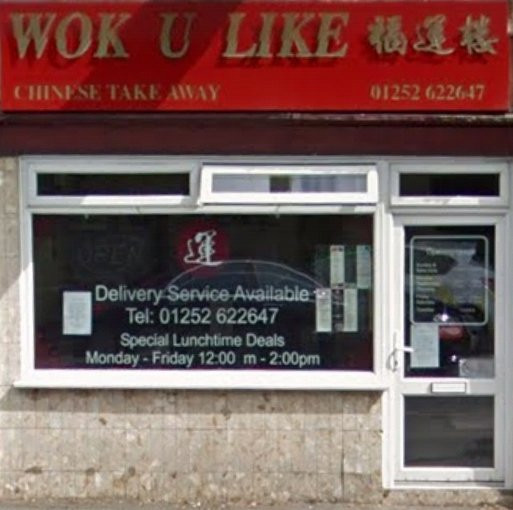 WOK U LIKE 福運樓
CHINESE TAKE AWAY 01252 622647
OPEN
Delivery Service Available
Tel: 01252 622647
Special Lunchtime Deals
Monday - Friday 12:00 m - 2:00pm